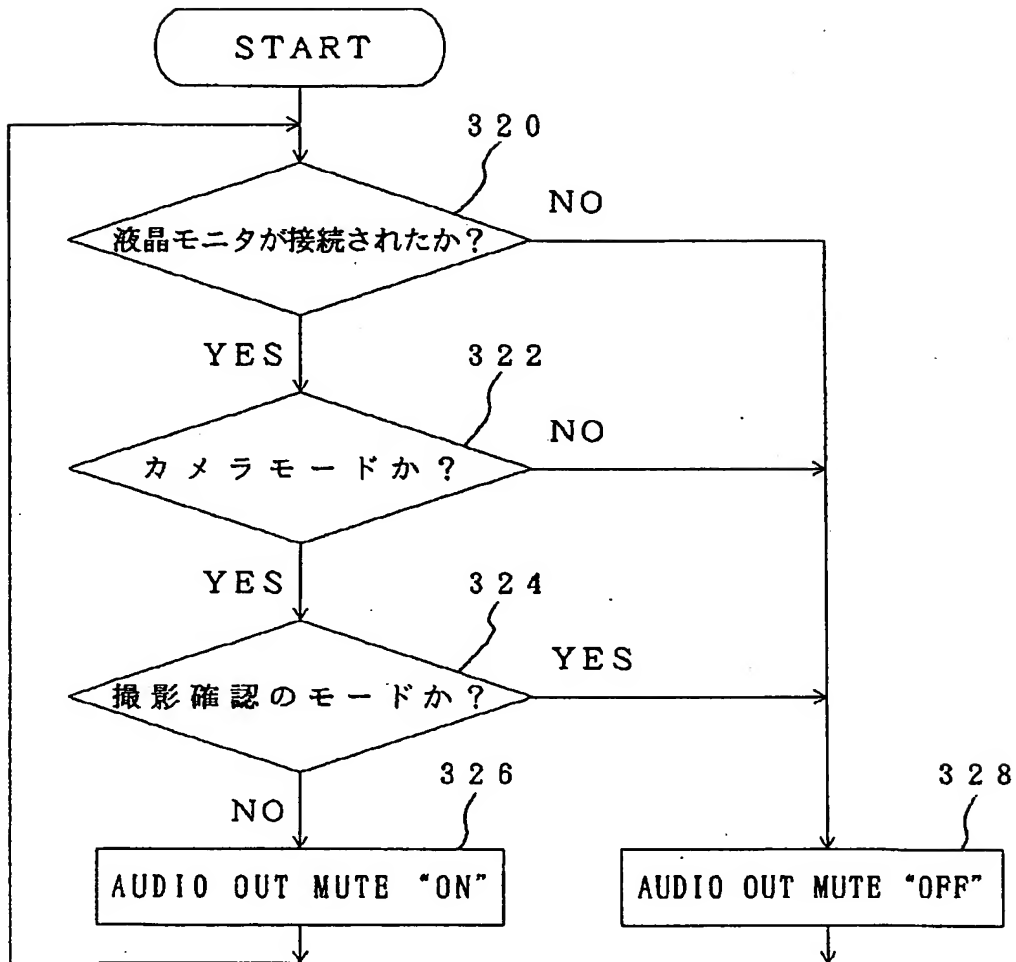 START
320
液晶モニタが接続されたか?
NO
YES
322
カメラモードか?
NO
YES
324
撮影確認のモードか?
YES
NO
326
328
AUDIO OUT MUTE “ON”
AUDIO OUT MUTE “OFF”